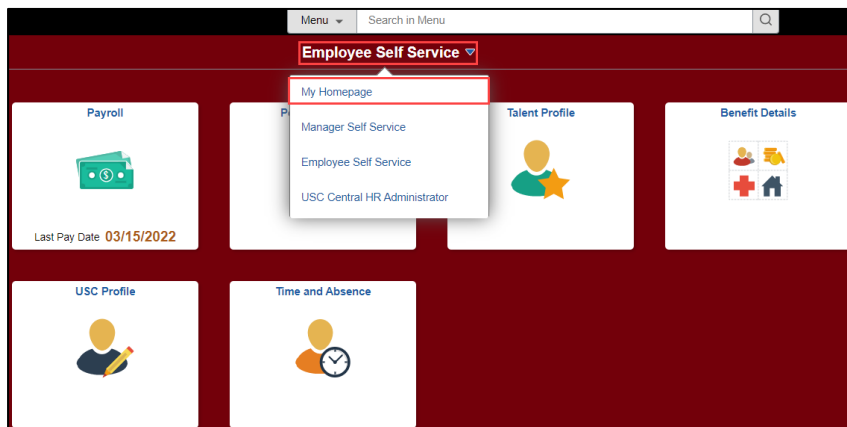 Menu
Search in Menu
Employee Self Service
My Homepage
Manager Self Service
Employee Self Service
USC Central HR Administrator
Payroll
Last Pay Date 03/15/2022
Talent Profile
Benefit Details
USC Profile
Time and Absence